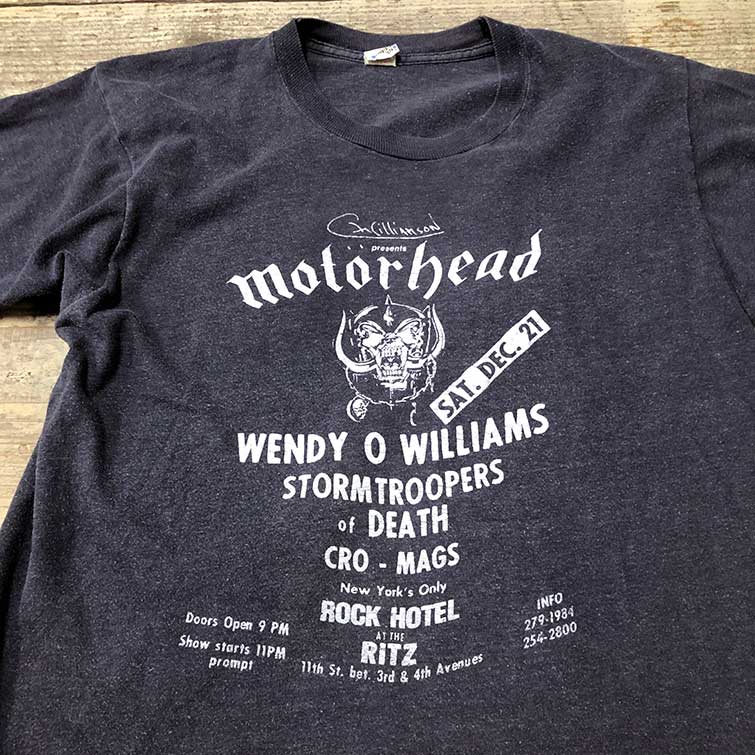 CWilliamson
presents
motörhead
SAT. DEC. 21
WENDY O WILLIAMS
STORMTROOPERS
of DEATH
CRO - MAGS
New York's Only
ROCK HOTEL
AT THE
RITZ
11th St. bet. 3rd & 4th Avenues
Doors Open 9 PM
Show starts 11PM
prompt
INFO
279-1984
254-2800